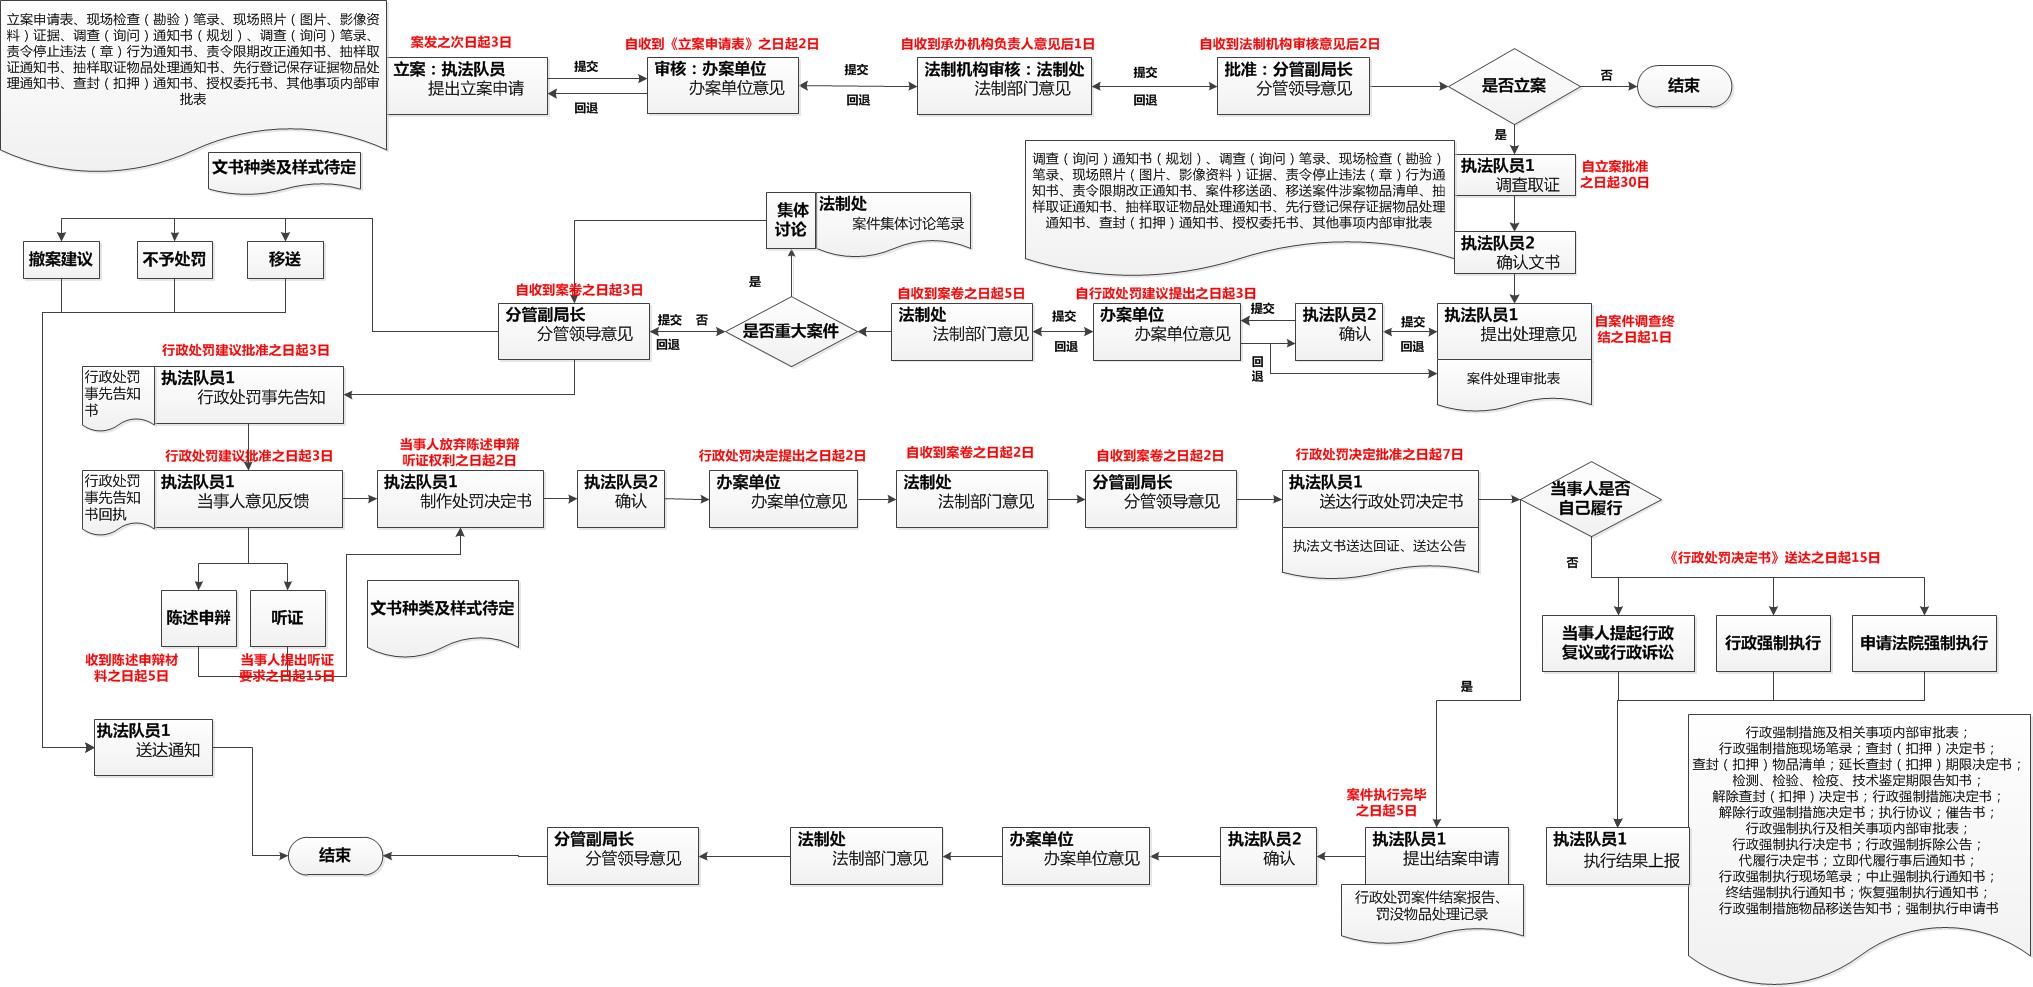 立案申请表、现场检查（勘验）笔录、现场照片（图片、影像资
料）证据、调查（询问）通知书（规划）、调查（询问）笔录、
责令停止违法（章）行为通知书、责令限期改正通知书、抽样取
证通知书、抽样取证物品处理通知书、先行登记保存证据物品处
理通知书、查封（扣押）通知书、授权委托书、其他事项内部审
批表
文书种类及样式待定
案发之次日起3日
立案：执法队员
提出立案申请
提交
回退
自收到《立案申请表》之日起2日
审核：办案单位
办案单位意见
提交
回退
自收到承办机构负责人意见后1日
法制机构审核：法制处
法制部门意见
提交
回退
自收到法制机构审核意见后2日
批准：分管副局长
分管领导意见
是否立案
否
结束
是
调查（询问）通知书（规划）、调查（询问）笔录、现场检查（勘验）
笔录、现场照片（图片、影像资料）证据、责令停止违法（章）行为通
知书、责令限期改正通知书、案件移送函、移送案件涉案物品清单、抽
样取证通知书、抽样取证物品处理通知书、先行登记保存证据物品处理
通知书、查封（扣押）通知书、授权委托书、其他事项内部审批表
执法队员1
调查取证
自立案批准
之日起30日
执法队员2
确认文书
集体
讨论
法制处
案件集体讨论笔录
撤案建议
不予处罚
移送
自收到案卷之日起3日
分管副局长
分管领导意见
提交
否
回退
是
是否重大案件
自收到案卷之日起5日
法制处
法制部门意见
提交
回退
自行政处罚建议提出之日起3日
办案单位
办案单位意见
提交
回
退
执法队员2
确认
提交
回退
执法队员1
提出处理意见
案件处理审批表
自案件调查终
结之日起1日
行政处罚建议批准之日起3日
行政处罚
事先告知
书
执法队员1
行政处罚事先告知
行政处罚建议批准之日起3日
行政处罚
事先告知
书回执
执法队员1
当事人意见反馈
当事人放弃陈述申辩
听证权利之日起2日
执法队员1
制作处罚决定书
执法队员2
确认
行政处罚决定提出之日起2日
办案单位
办案单位意见
自收到案卷之日起2日
法制处
法制部门意见
自收到案卷之日起2日
分管副局长
分管领导意见
行政处罚决定批准之日起7日
执法队员1
送达行政处罚决定书
执法文书送达回证、送达公告
当事人是否
自己履行
否
《行政处罚决定书》送达之日起15日
陈述申辩
听证
文书种类及样式待定
收到陈述申辩材
料之日起5日
当事人提出听证
要求之日起15日
当事人提起行政
复议或行政诉讼
行政强制执行
申请法院强制执行
是
执法队员1
送达通知
结束
分管副局长
分管领导意见
法制处
法制部门意见
办案单位
办案单位意见
执法队员2
确认
案件执行完毕
之日起5日
执法队员1
提出结案申请
行政处罚案件结案报告、
罚没物品处理记录
执法队员1
执行结果上报
行政强制措施及相关事项内部审批表；
行政强制措施现场笔录；查封（扣押）决定书；
查封（扣押）物品清单；延长查封（扣押）期限决定书；
检测、检验、检疫、技术鉴定期限告知书；
解除查封（扣押）决定书；行政强制措施决定书；
解除行政强制措施决定书；执行协议；催告书；
行政强制执行及相关事项内部审批表；
行政强制执行决定书；行政强制拆除公告；
代履行决定书；立即代履行事后通知书；
行政强制执行现场笔录；中止强制执行通知书；
终结强制执行通知书；恢复强制执行通知书；
行政强制措施物品移送告知书；强制执行申请书